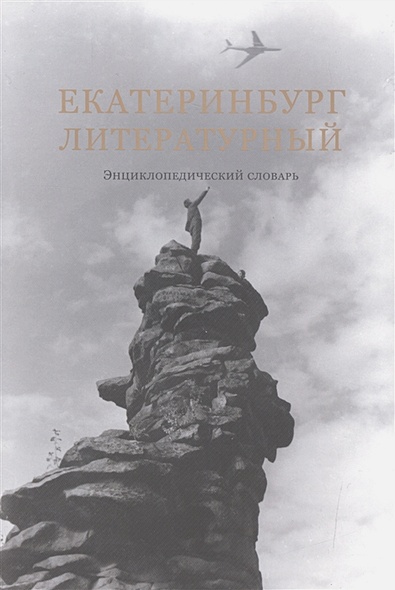 ЕКАТЕРИНБУРГ
ЛИТЕРАТУРНЫЙ
Энциклопедический словарь